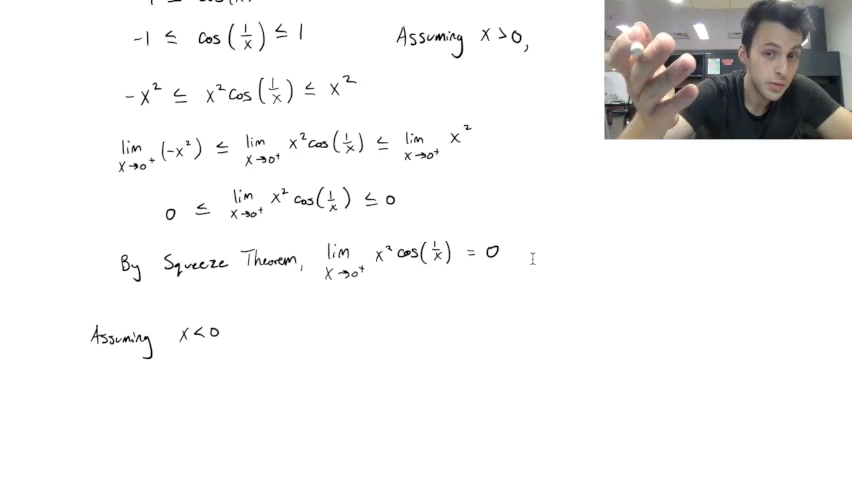 -1 ≤ cos(1/x) ≤ 1 Assuming x > 0,
-x² ≤ x² cos(1/x) ≤ x²
lim x→0⁺ (-x²) ≤ lim x→0⁺ x² cos(1/x) ≤ lim x→0⁺ x²
0 ≤ lim x→0⁺ x² cos(1/x) ≤ 0
By Squeeze Theorem, lim x→0⁺ x² cos(1/x) = 0
Assuming x < 0